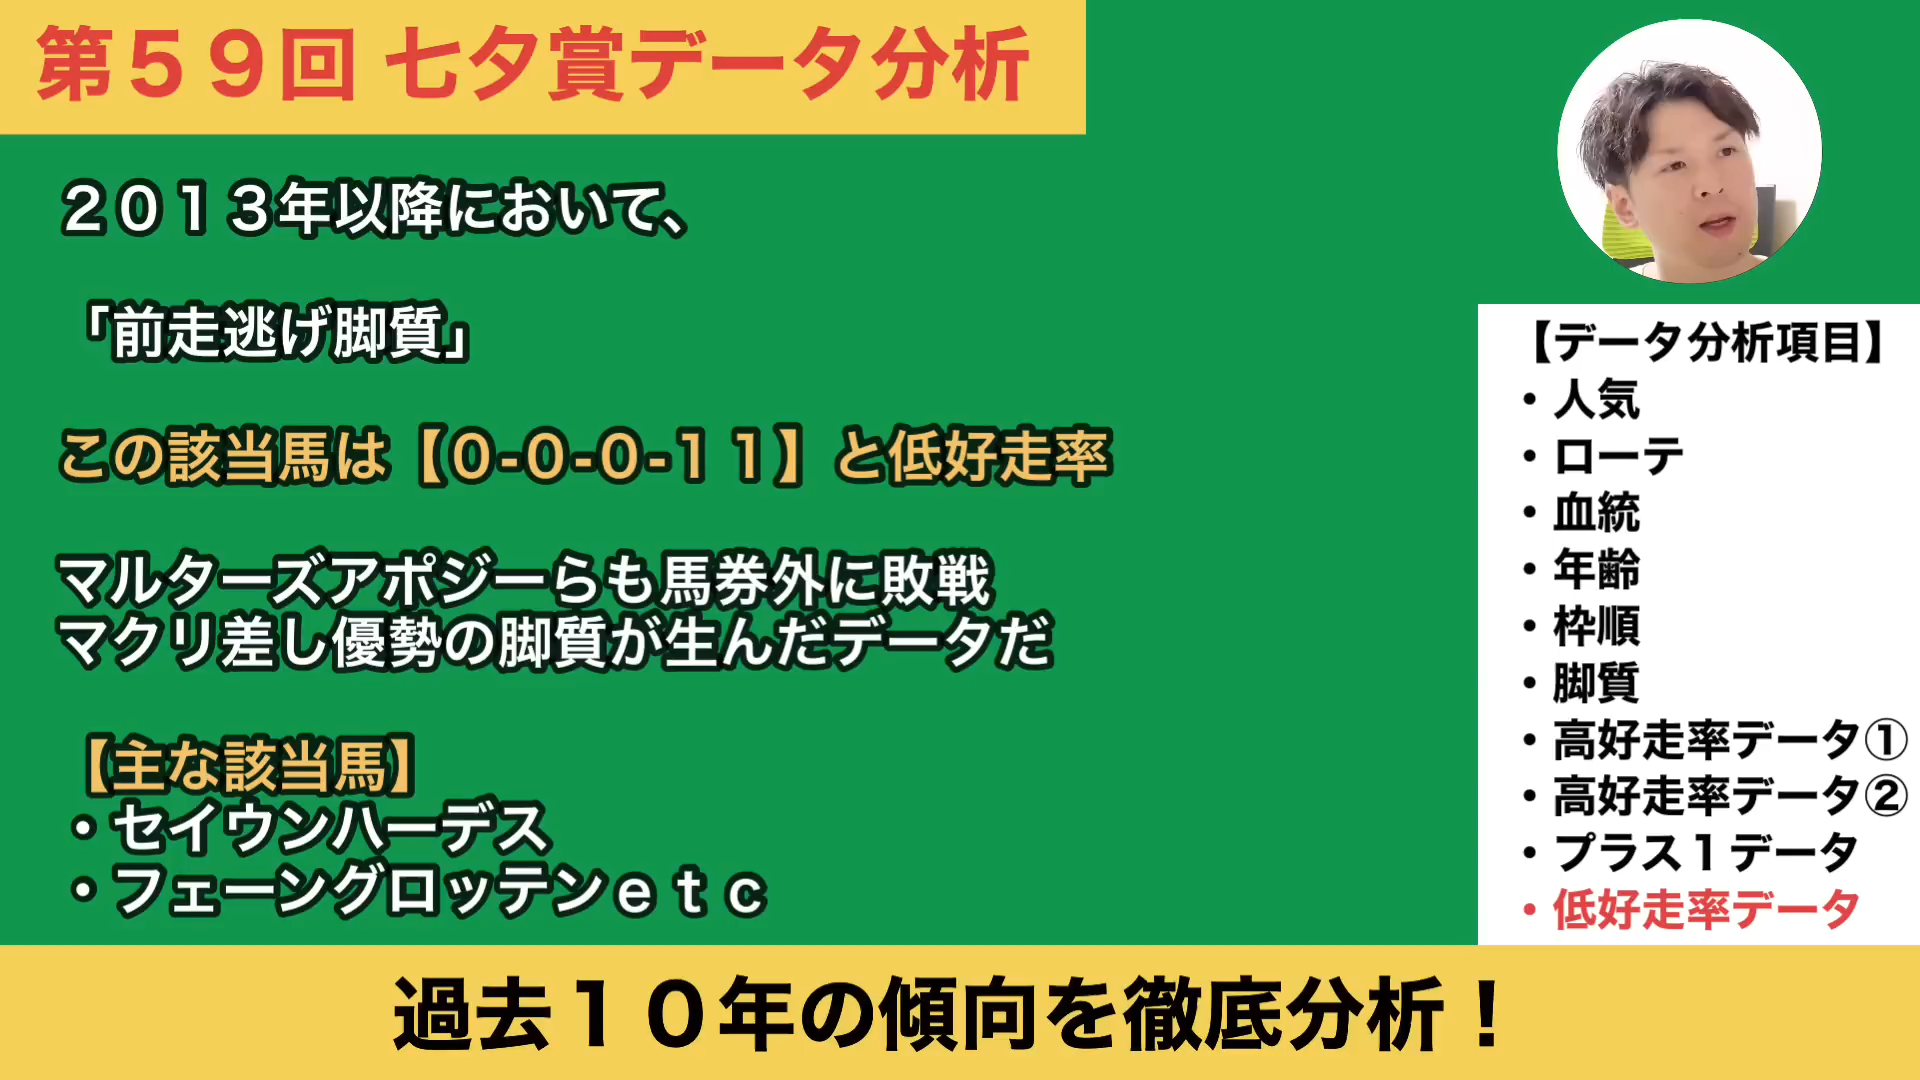 第５９回 七夕賞データ分析
２０１３年以降において、
「前走逃げ脚質」
この該当馬は【０-０-０-１１】と低好走率
マルターズアポジーらも馬券外に敗戦
マクリ差し優勢の脚質が生んだデータだ
【主な該当馬】
・セイウンハーデス
・フェーングロッテンｅｔｃ
【データ分析項目】
・人気
・ローテ
・血統
・年齢
・枠順
・脚質
・高好走率データ①
・高好走率データ②
・プラス１データ
・低好走率データ
過去１０年の傾向を徹底分析！